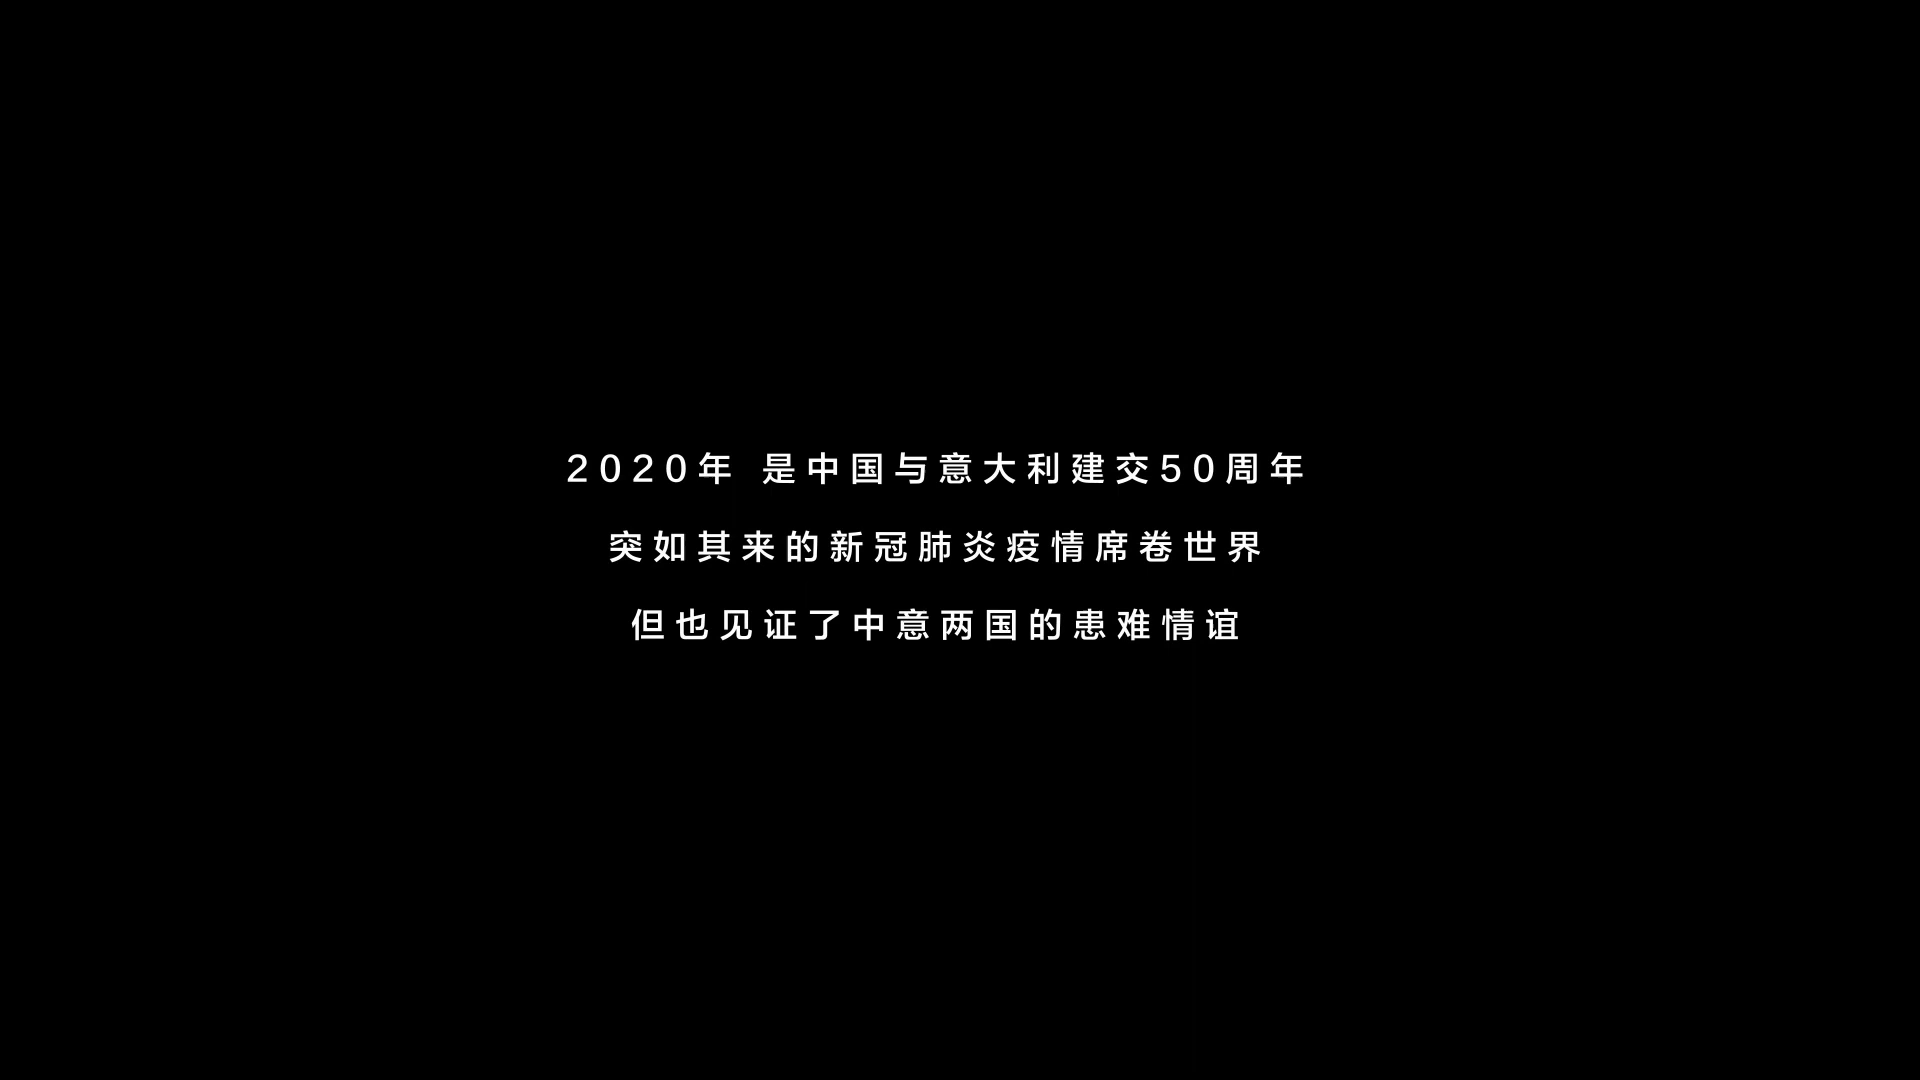 2020年 是中国与意大利建交50周年
突如其来的新冠肺炎疫情席卷世界
但也见证了中意两国的患难情谊